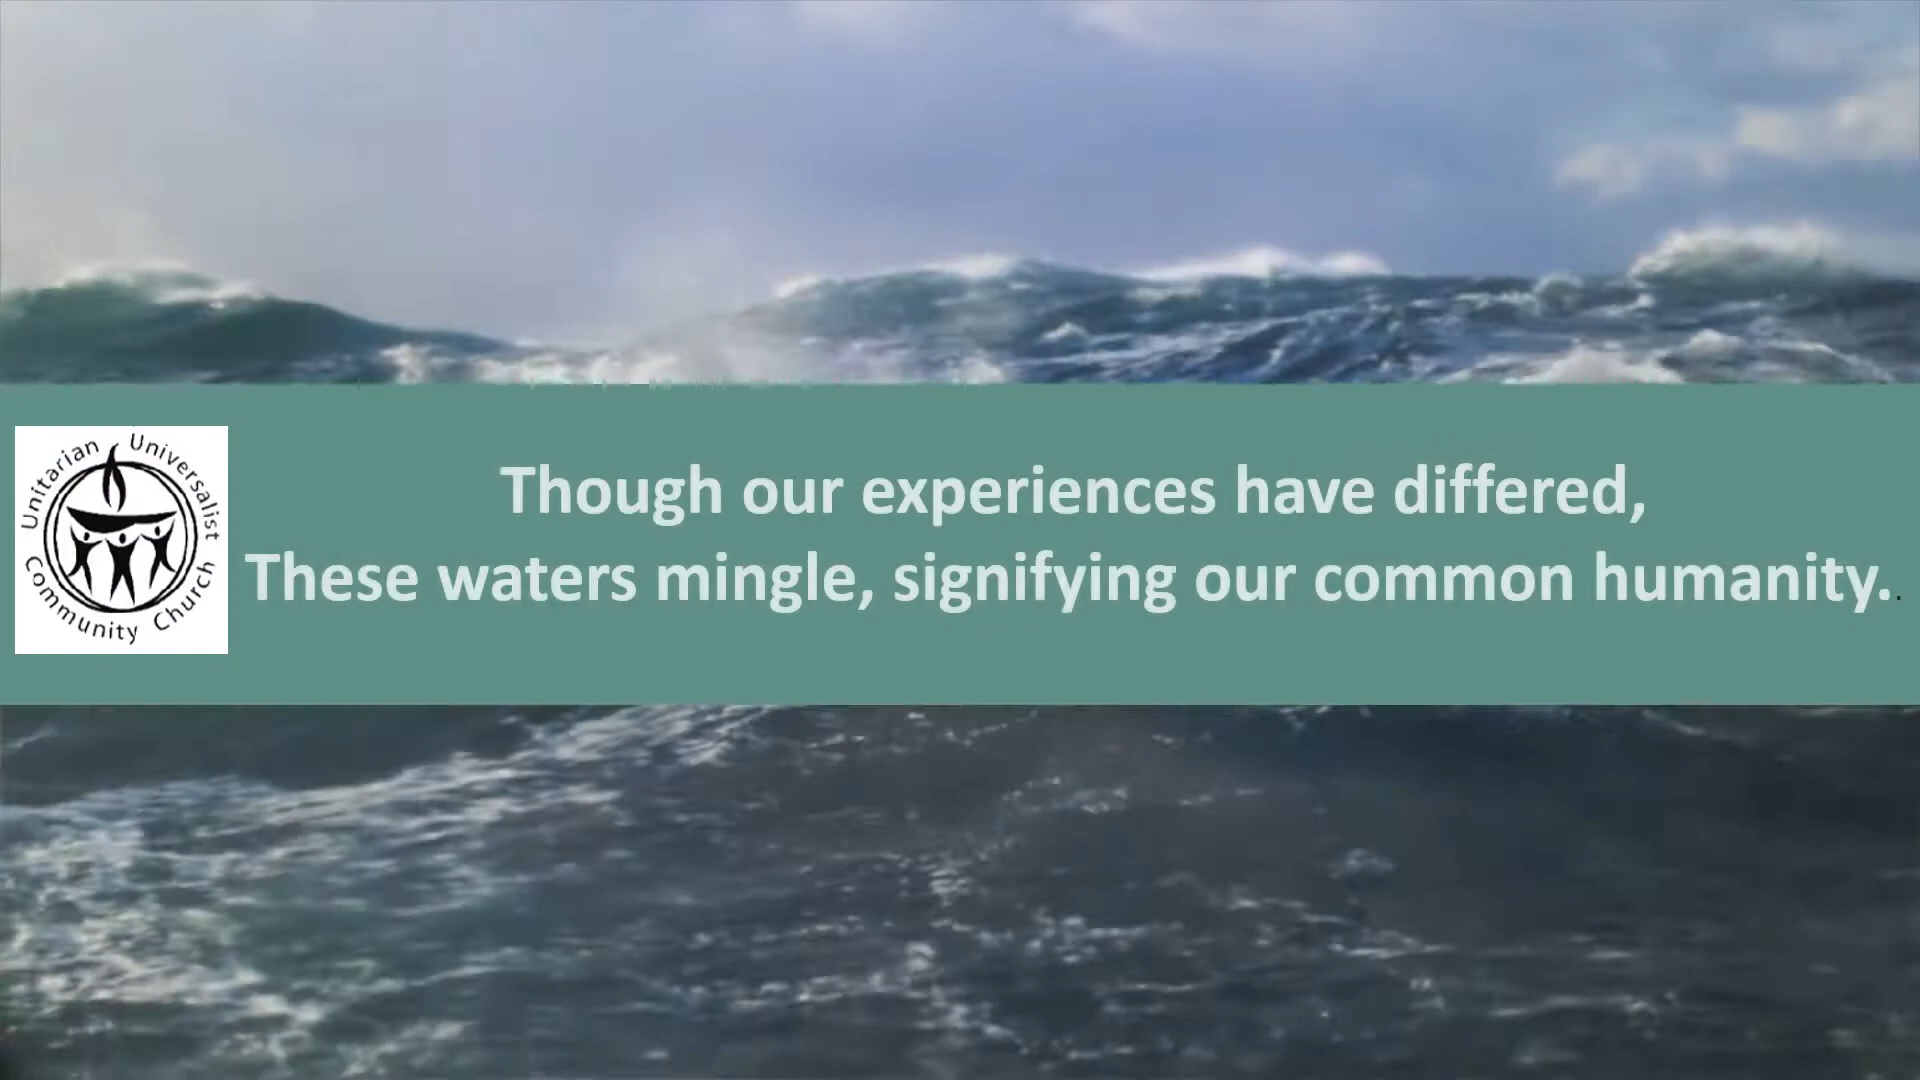 Unitarian Universalist
Community Church
Though our experiences have differed,
These waters mingle, signifying our common humanity..